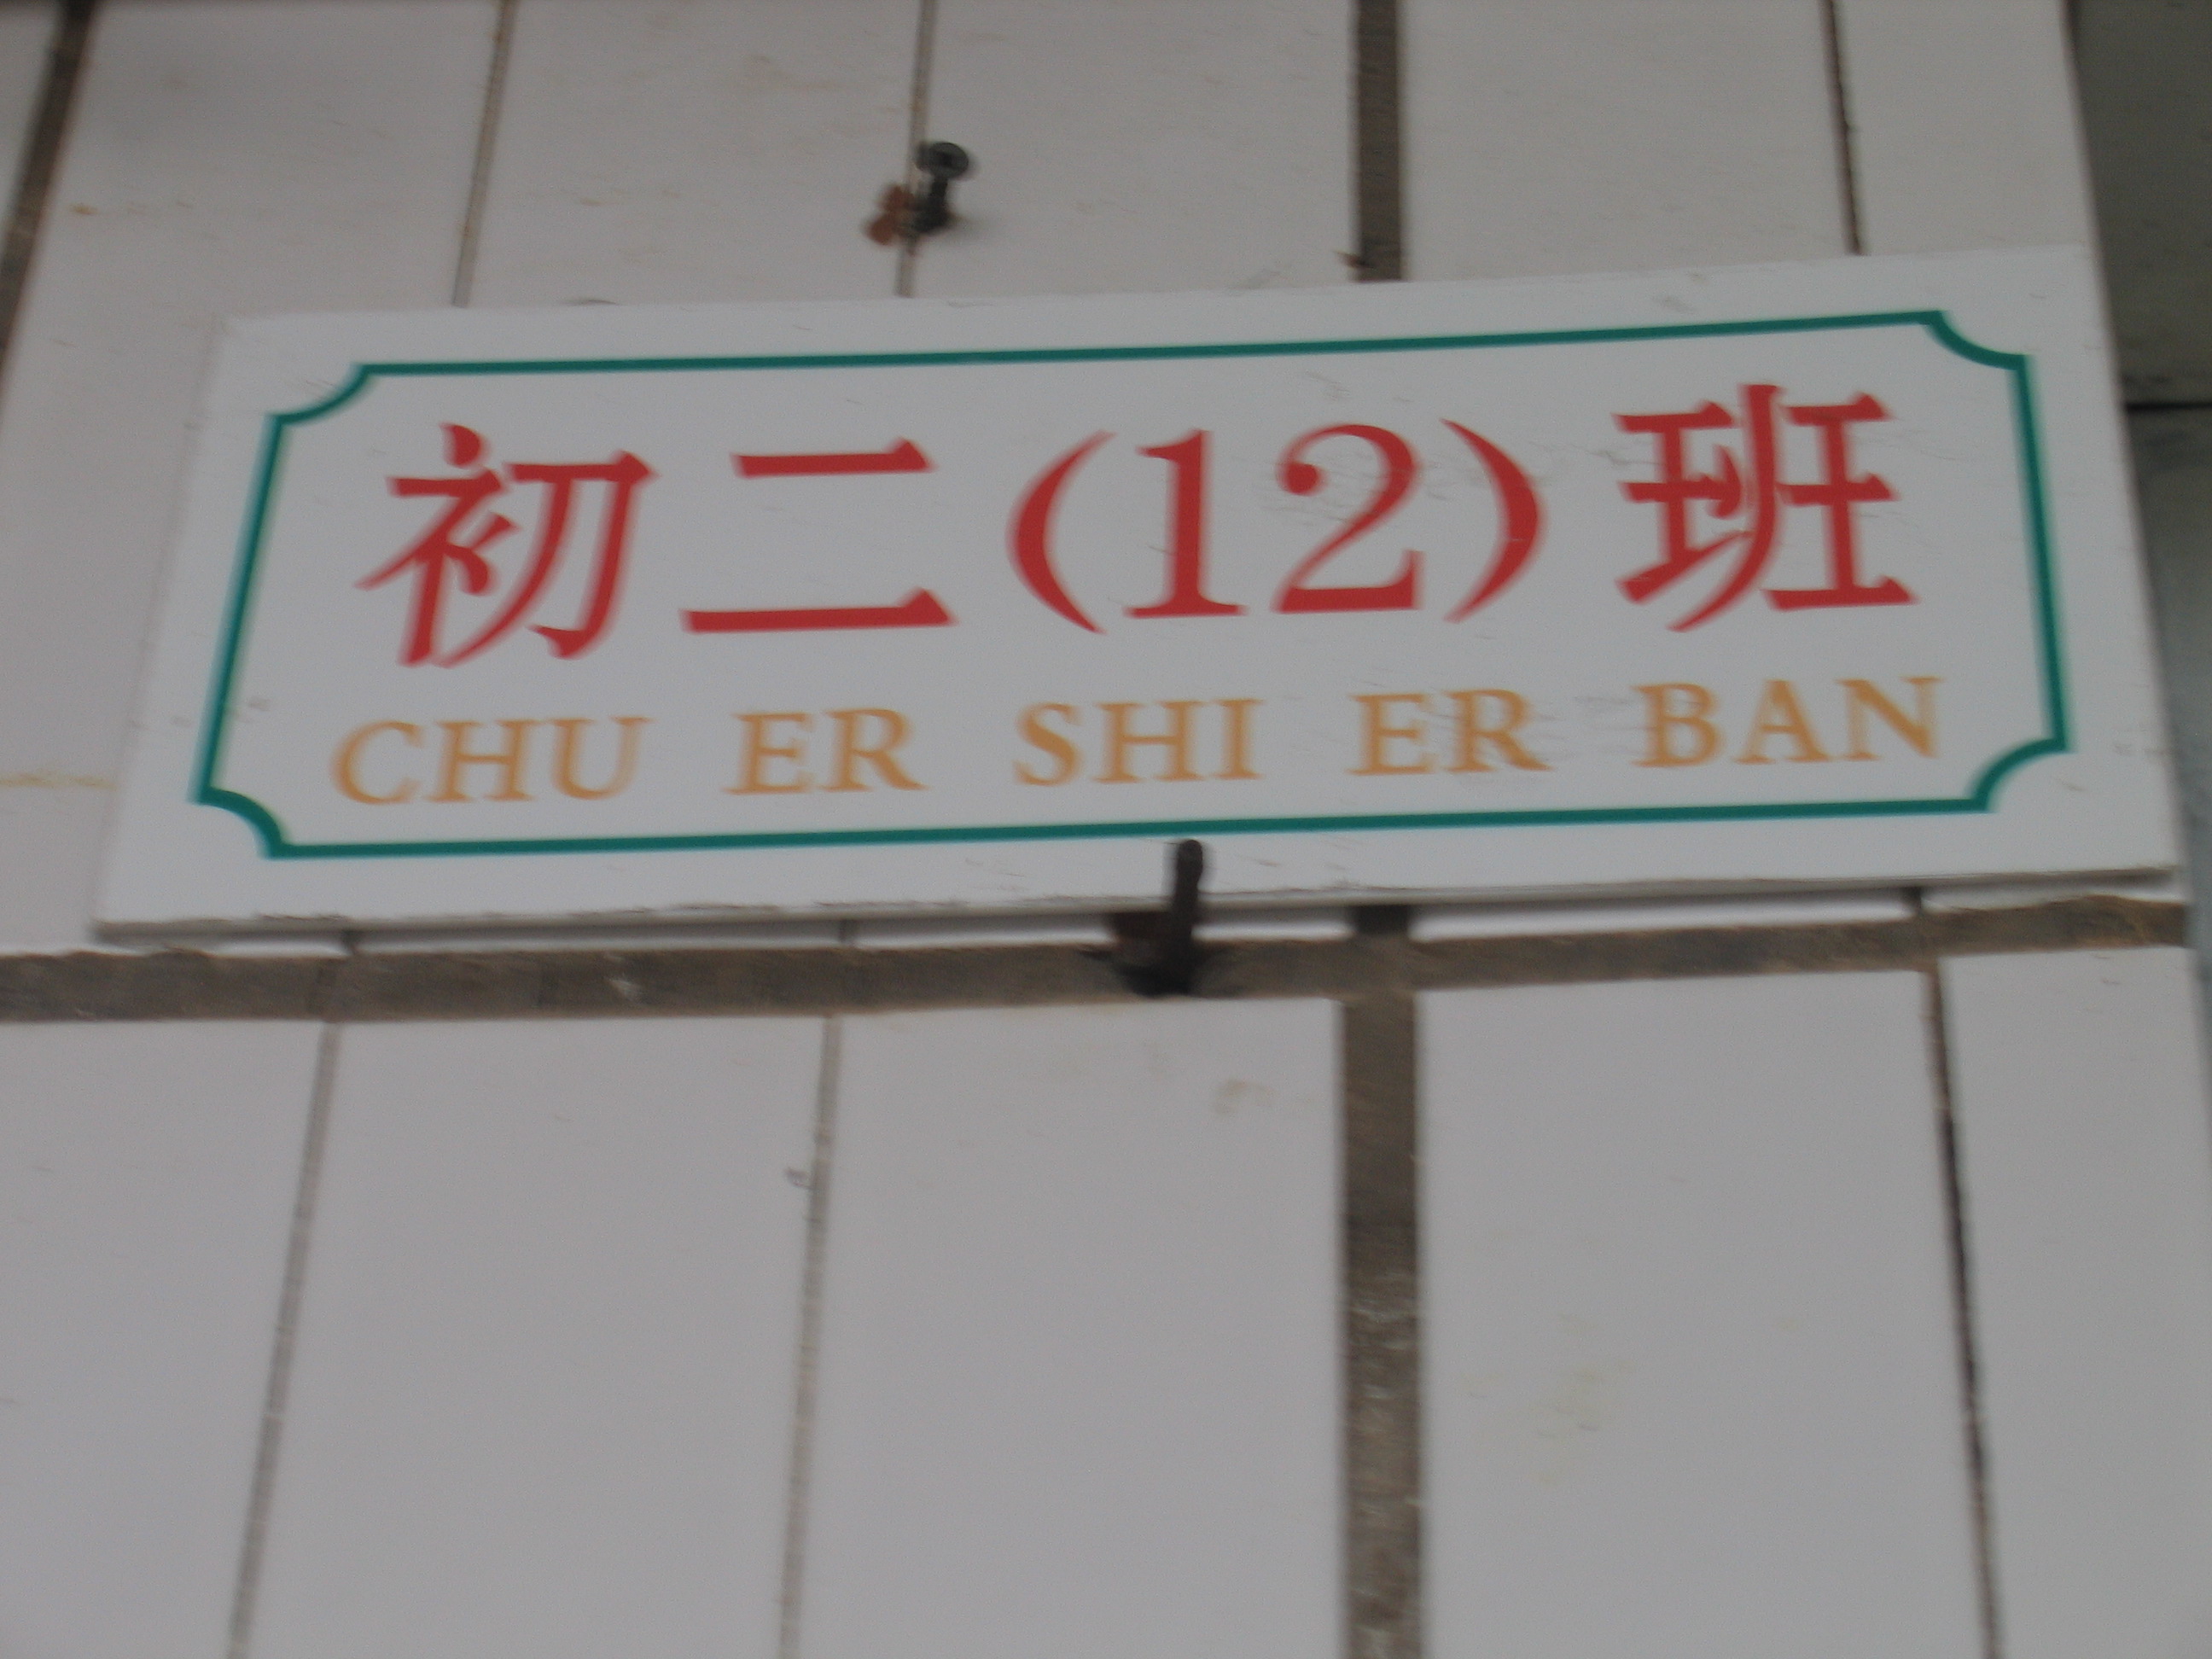 初二(12)班
CHU ER SHI ER BAN